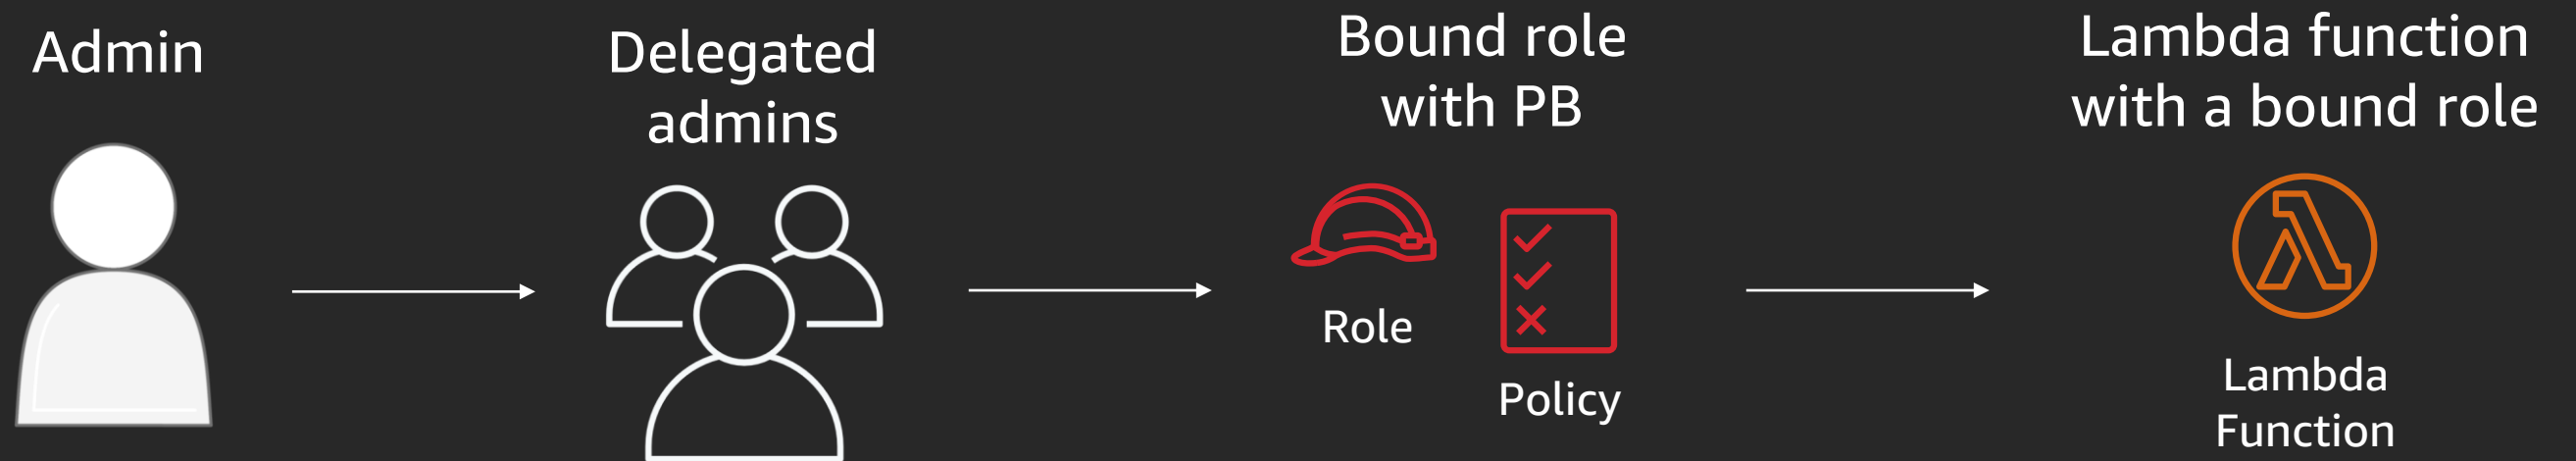 Admin
Delegated
admins
Bound role
with PB
Role
Policy
Lambda function
with a bound role
Lambda
Function